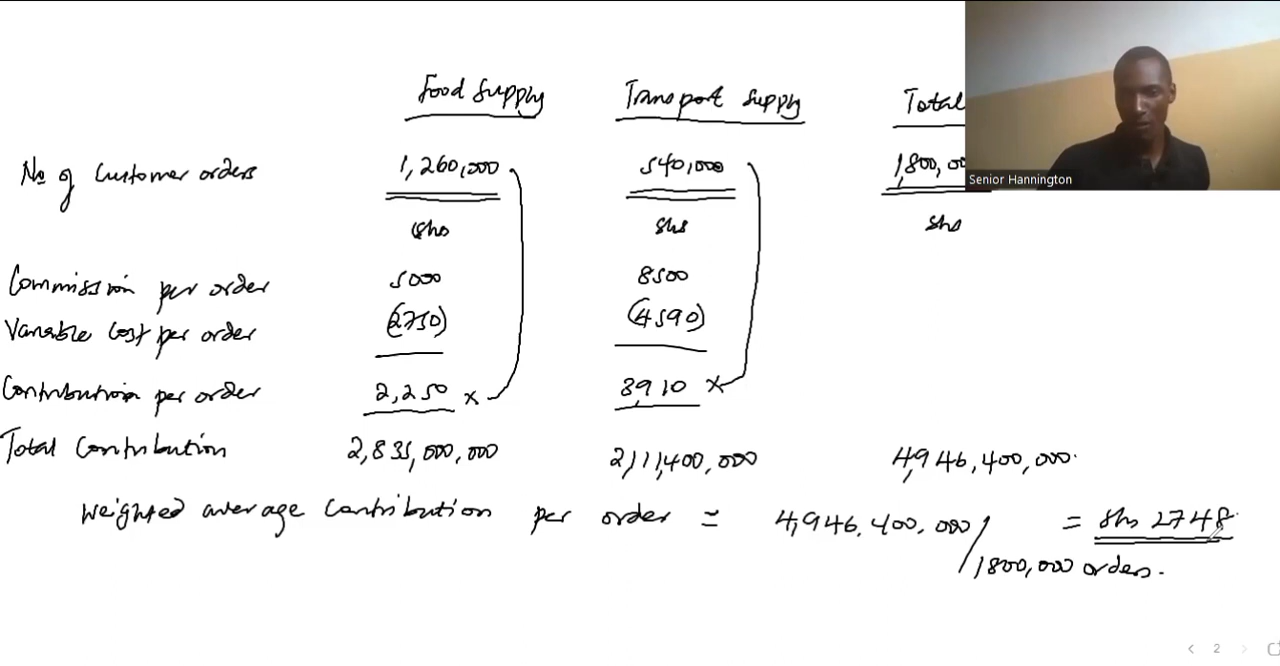 Food Supply Transport Supply Total
No of Customer orders 1,260,000 540,000 1,800,00
Senior Hannington
shs shs shs
Commission per order 5000 8500
Variable Cost per order (2750) (4590)
Contribution per order 2,250 x 3,910 x
Total Contribution 2,835,000,000 2,111,400,000 4,946,400,000.
Weighted average Contribution per order = 4,946,400,000/ = shs 2748
1800,000 orders.
< 2 >